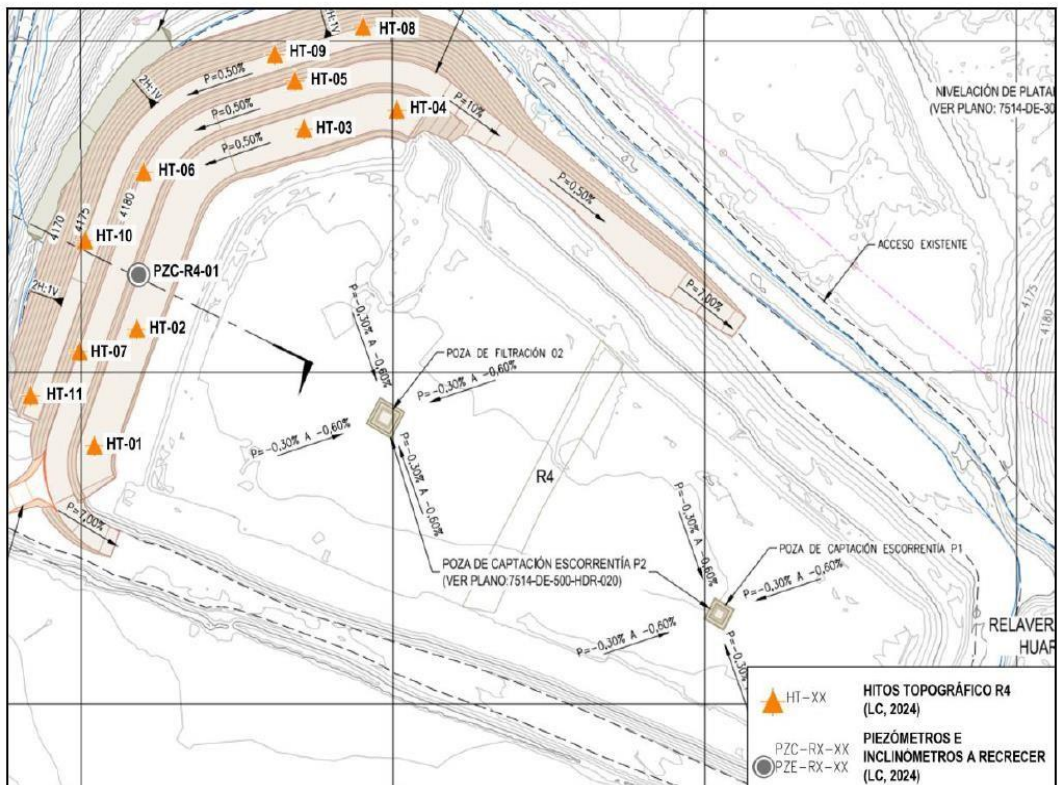 2H:1V
HT-08
HT-09
P=0,50%
HT-05
2H:1V
P=0,50%
HT-04
P=10%
NIVELACIÓN DE PLATA
(VER PLANO: 7514-DE-30
HT-03
P=0,50%
HT-06
4180
4175
4170
P=0,50%
HT-10
ACCESO EXISTENTE
PZC-R4-01
2H:1V
P=7,00%
4175
4180
HT-02
P=-0,30% A -0,60%
HT-07
POZA DE FILTRACIÓN 02
P=-0,30% A -0,60%
HT-11
HT-01
P=-0,30% A -0,60%
P=-0,30% A -0,60%
R4
P=7,00%
P=-0,30% A -0,60%
POZA DE CAPTACIÓN ESCORRENTÍA P2
(VER PLANO:7514-DE-500-HDR-020)
POZA DE CAPTACIÓN ESCORRENTÍA P1
P=-0,30% A -0,60%
P=-0,30% A -0,60%
P=-0,30%
RELAVER
HUAR
HT-XX
HITOS TOPOGRÁFICO R4
(LC, 2024)
PZC-RX-XX
PZE-RX-XX
PIEZÓMETROS E
INCLINÓMETROS A RECRECER
(LC, 2024)